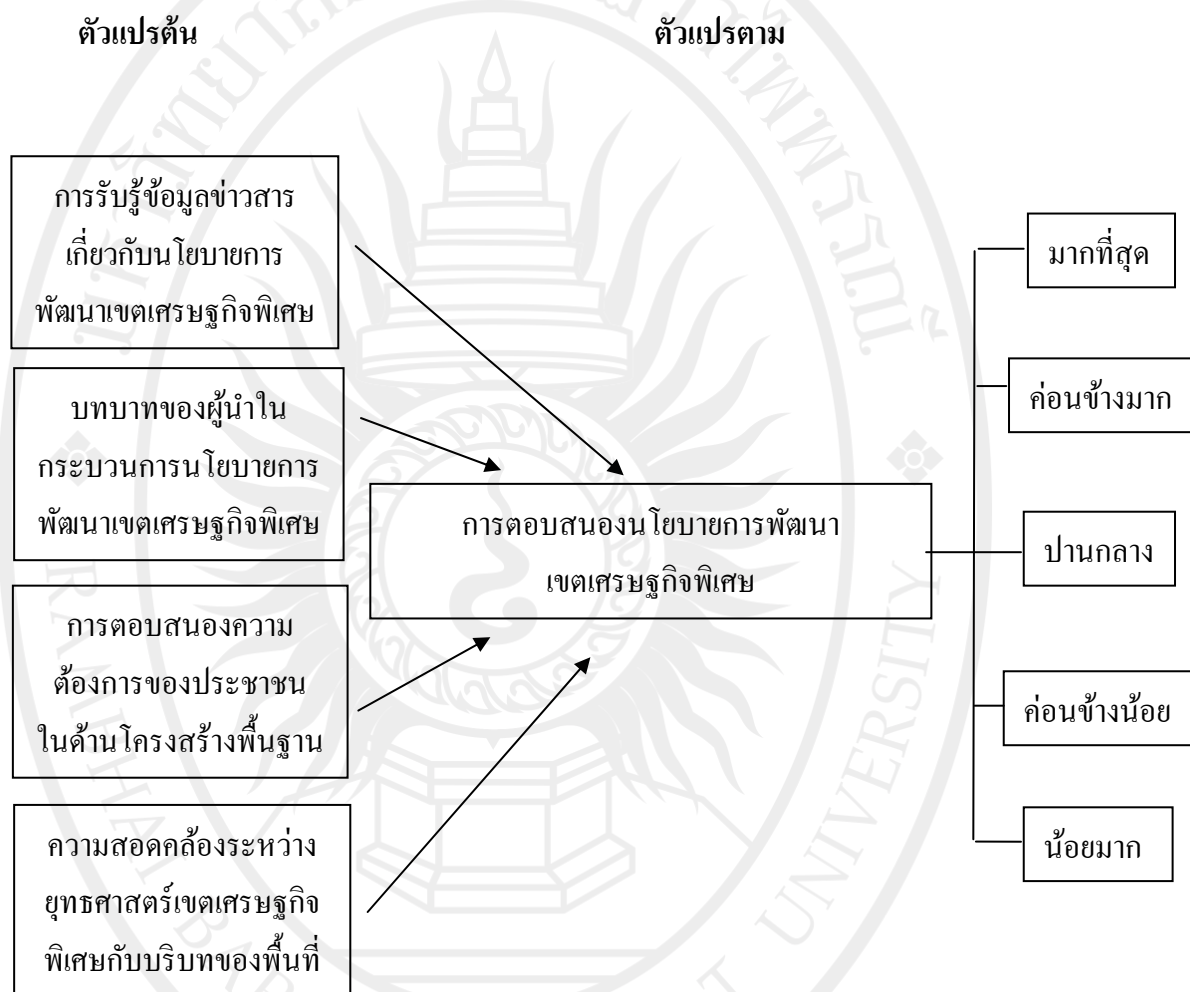 ตัวแปรต้น
ตัวแปรตาม
การรับรู้ข้อมูลข่าวสาร
เกี่ยวกับนโยบายการ
พัฒนาเขตเศรษฐกิจพิเศษ
บทบาทของผู้นำใน
กระบวนการนโยบายการ
พัฒนาเขตเศรษฐกิจพิเศษ
การตอบสนองความ
ต้องการของประชาชน
ในด้านโครงสร้างพื้นฐาน
ความสอดคล้องระหว่าง
ยุทธศาสตร์เขตเศรษฐกิจ
พิเศษกับบริบทของพื้นที่
การตอบสนองนโยบายการพัฒนา
เขตเศรษฐกิจพิเศษ
มากที่สุด
ค่อนข้างมาก
ปานกลาง
ค่อนข้างน้อย
น้อยมาก
UNIVERSITY